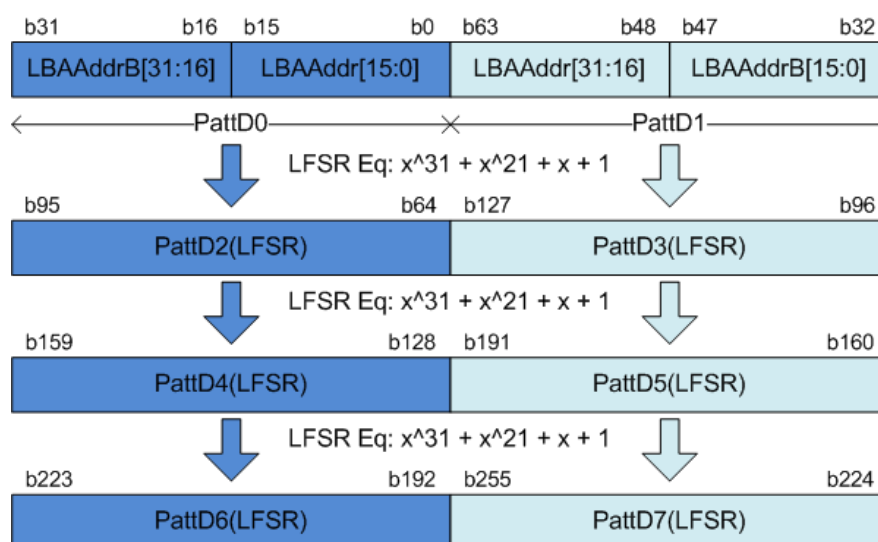 b31 b16 b15 b0 b63 b48 b47 b32
LBAAddrB[31:16] LBAAddr[15:0] LBAAddr[31:16] LBAAddrB[15:0]
PattD0 PattD1
LFSR Eq: x^31 + x^21 + x + 1
b95 b64 b127 b96
PattD2(LFSR) PattD3(LFSR)
LFSR Eq: x^31 + x^21 + x + 1
b159 b128 b191 b160
PattD4(LFSR) PattD5(LFSR)
LFSR Eq: x^31 + x^21 + x + 1
b223 b192 b255 b224
PattD6(LFSR) PattD7(LFSR)